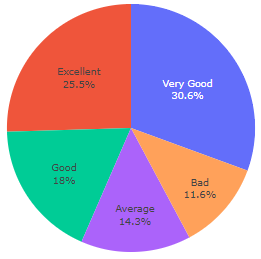 Very Good
30.6%
Excellent
25.5%
Good
18%
Average
14.3%
Bad
11.6%